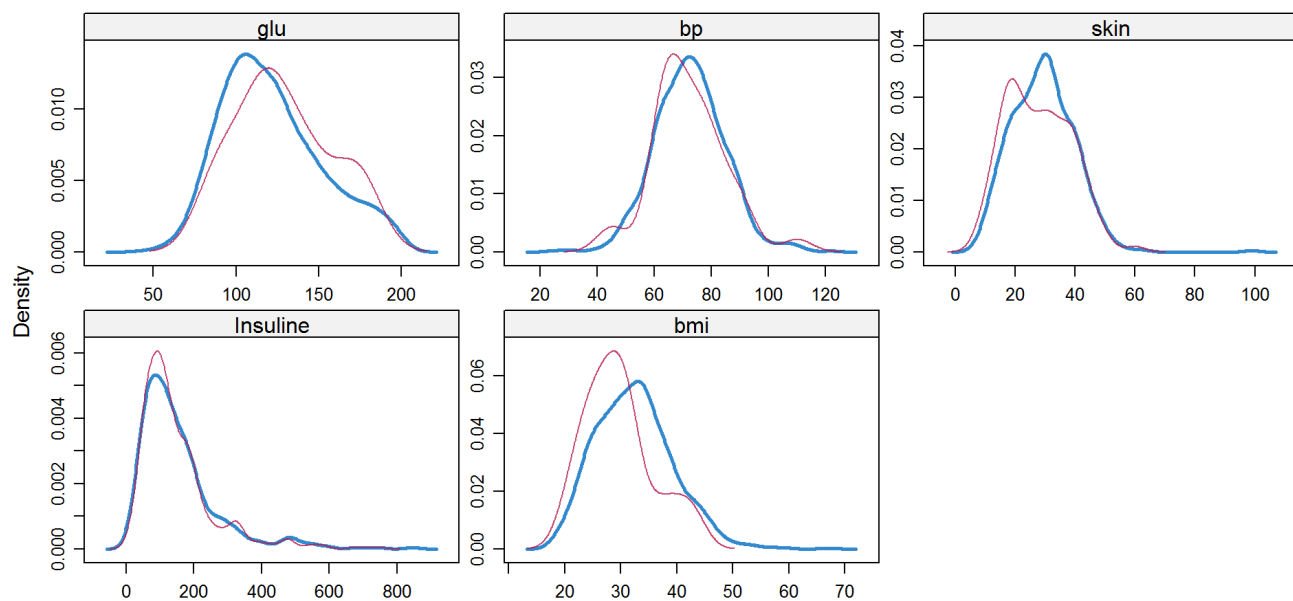 glu
bp
skin
0.000 0.005 0.010
50 100 150 200
0.00 0.01 0.02 0.03
20 40 60 80 100 120
0.00 0.01 0.02 0.03 0.04
0 20 40 60 80 100
Density
Insuline
bmi
0.000 0.002 0.004 0.006
0 200 400 600 800
0.00 0.02 0.04 0.06
20 30 40 50 60 70